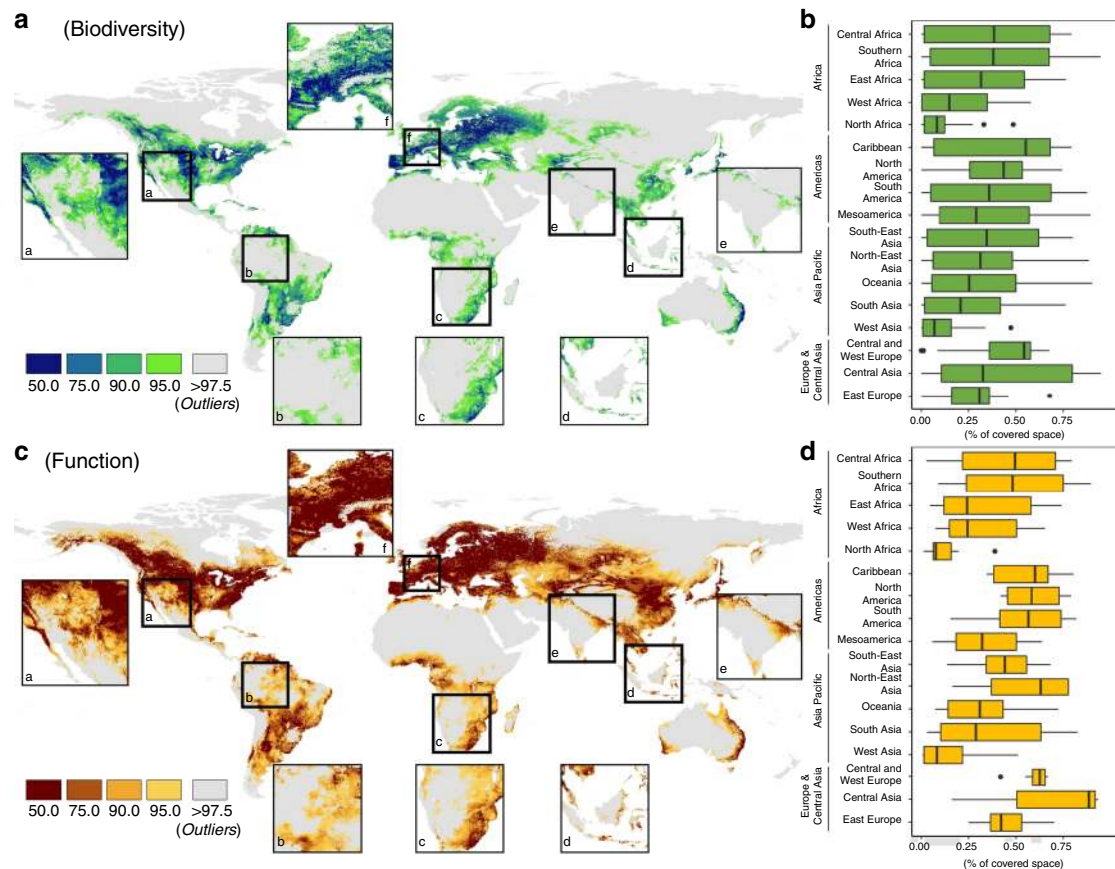 a
(Biodiversity)
f
f
a
a
e
e
b
d
c
50.0
75.0
90.0
95.0
>97.5
(Outliers)
b
c
d
b
Africa
Central Africa
Southern
Africa
East Africa
West Africa
North Africa
Americas
Caribbean
North
America
South
America
Mesoamerica
Asia Pacific
South-East
Asia
North-East
Asia
Oceania
South Asia
West Asia
Europe &
Central Asia
Central and
West Europe
Central Asia
East Europe
0.00
0.25
0.50
0.75
(% of covered space)
c
(Function)
f
f
a
a
e
e
b
d
c
50.0
75.0
90.0
95.0
>97.5
(Outliers)
b
c
d
d
Africa
Central Africa
Southern
Africa
East Africa
West Africa
North Africa
Americas
Caribbean
North
America
South
America
Mesoamerica
Asia Pacific
South-East
Asia
North-East
Asia
Oceania
South Asia
West Asia
Europe &
Central Asia
Central and
West Europe
Central Asia
East Europe
0.00
0.25
0.50
0.75
(% of covered space)